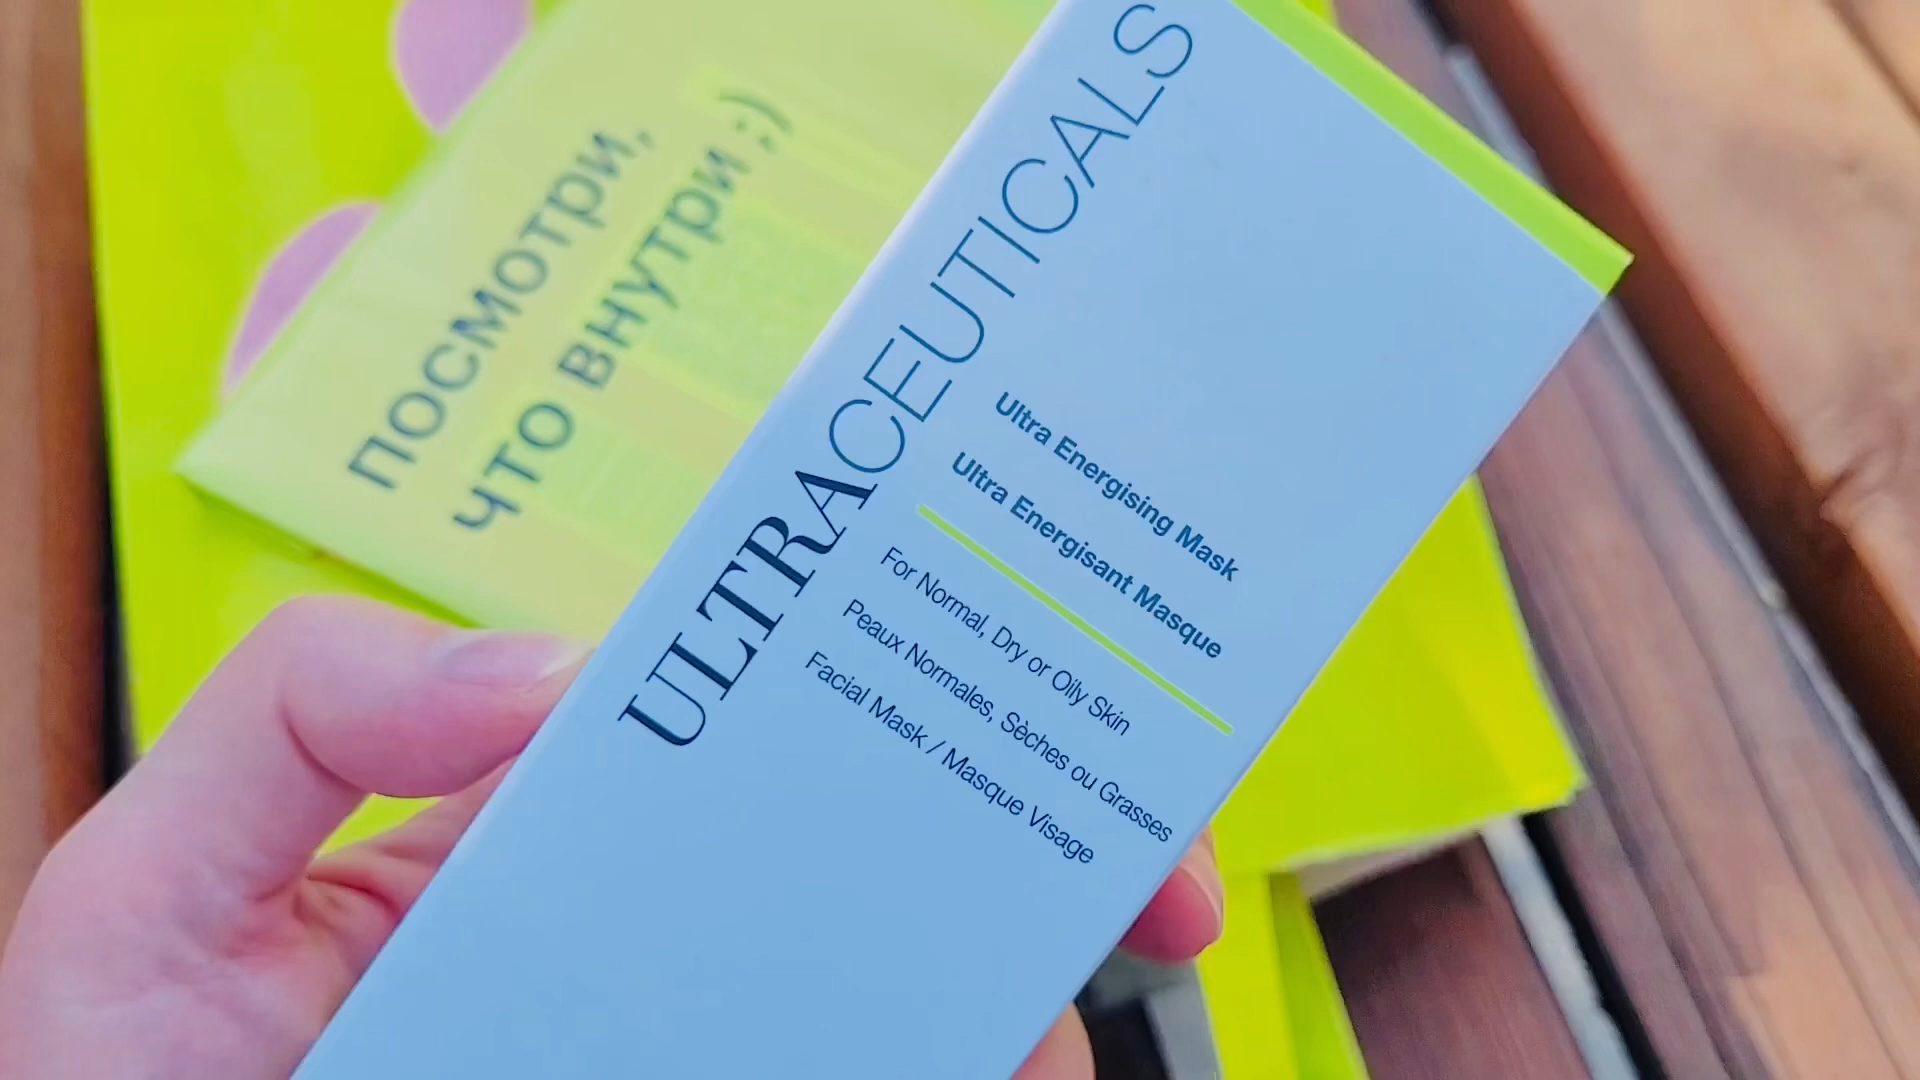 посмотри,
что внутри ;)
ULTRACEUTICALS
Ultra Energising Mask
Ultra Energisant Masque
For Normal, Dry or Oily Skin
Peaux Normales, Sèches ou Grasses
Facial Mask / Masque Visage